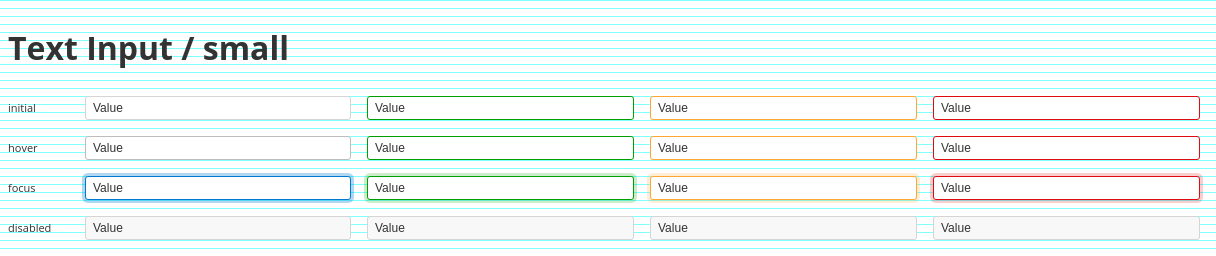 Text Input / small
initial Value Value Value Value
hover Value Value Value Value
focus Value Value Value Value
disabled Value Value Value Value